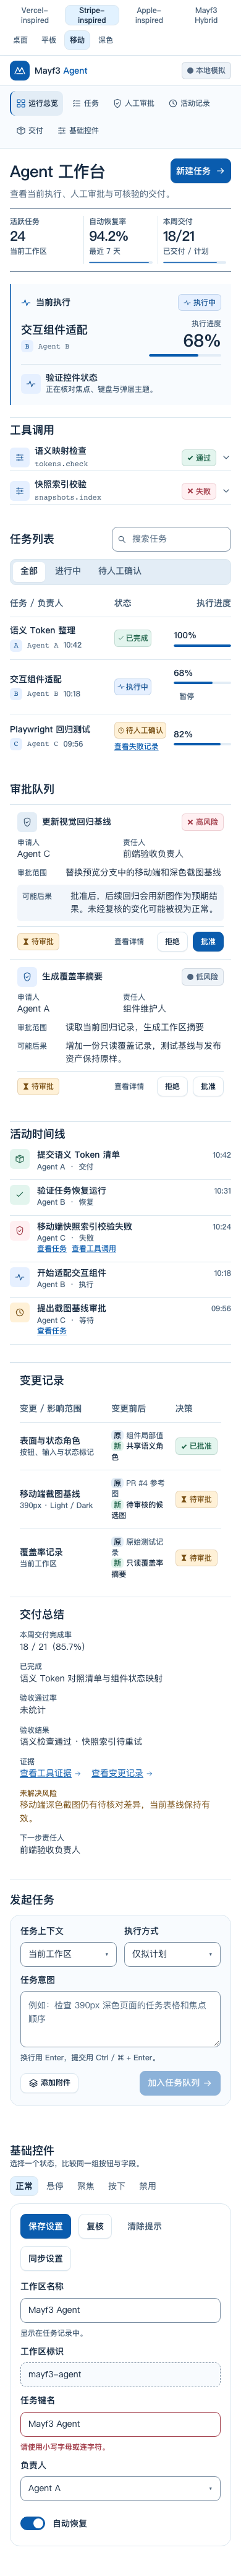 Vercel-inspired
Stripe-inspired
Apple-inspired
Mayf3 Hybrid
桌面
平板
移动
深色
Mayf3 Agent
本地模拟
运行总览
任务
人工审批
活动记录
交付
基础控件
Agent 工作台
新建任务 →
查看当前执行、人工审批与可核验的交付。
活跃任务
24
当前工作区
自动恢复率
94.2%
最近 7 天
本周交付
18/21
已交付 / 计划
当前执行
执行中
交互组件适配
B Agent B
执行进度
68%
验证控件状态
正在核对焦点、键盘与弹层主题。
工具调用
语义映射检查
tokens.check
通过
快照索引校验
snapshots.index
失败
任务列表
搜索任务
全部
进行中
待人工确认
任务 / 负责人
状态
执行进度
语义 Token 整理
A Agent A 10:42
已完成
100%
交互组件适配
B Agent B 10:18
执行中
68%
暂停
Playwright 回归测试
C Agent C 09:56
待人工确认
查看失败记录
82%
审批队列
更新视觉回归基线
高风险
申请人
Agent C
责任人
前端验收负责人
审批范围
替换预览分支中的移动端和深色截图基线
可能后果
批准后，后续回归会用新图作为预期结果。未经复核的变化可能被视为正常。
待审批
查看详情
拒绝
批准
生成覆盖率摘要
低风险
申请人
Agent A
责任人
组件维护人
审批范围
读取当前回归记录，生成工作区摘要
可能后果
增加一份只读覆盖记录，测试基线与发布资产保持原样。
待审批
查看详情
拒绝
批准
活动时间线
提交语义 Token 清单
Agent A · 交付
10:42
验证任务恢复运行
Agent B · 恢复
10:31
移动端快照索引校验失败
Agent C · 失败
查看任务 查看工具调用
10:24
开始适配交互组件
Agent B · 执行
10:18
提出截图基线审批
Agent C · 等待
查看任务
09:56
变更记录
变更 / 影响范围
变更前后
决策
表面与状态角色
按钮、输入与状态标记
原 组件局部值
新 共享语义角色
已批准
移动端截图基线
390px · Light / Dark
原 PR #4 参考图
新 待审核的候选图
待审批
覆盖率记录
当前工作区
原 原始测试记录
新 只读覆盖率摘要
待审批
交付总结
本周交付完成率
18 / 21（85.7%）
已完成
语义 Token 对照清单与组件状态映射
验收通过率
未统计
验收结果
语义检查通过 · 快照索引待重试
证据
查看工具证据 →
查看变更记录 →
未解决风险
移动端深色截图仍有待核对差异，当前基线保持有效。
下一步责任人
前端验收负责人
发起任务
任务上下文
执行方式
当前工作区
仅拟计划
任务意图
例如：检查 390px 深色页面的任务表格和焦点顺序
换行用 Enter，提交用 Ctrl / ⌘ + Enter。
添加附件
加入任务队列 →
基础控件
选择一个状态，比较同一组按钮与字段。
正常
悬停
聚焦
按下
禁用
保存设置
复核
清除提示
同步设置
工作区名称
Mayf3 Agent
显示在任务记录中。
工作区标识
mayf3-agent
任务键名
Mayf3 Agent
请使用小写字母或连字符。
负责人
Agent A
自动恢复